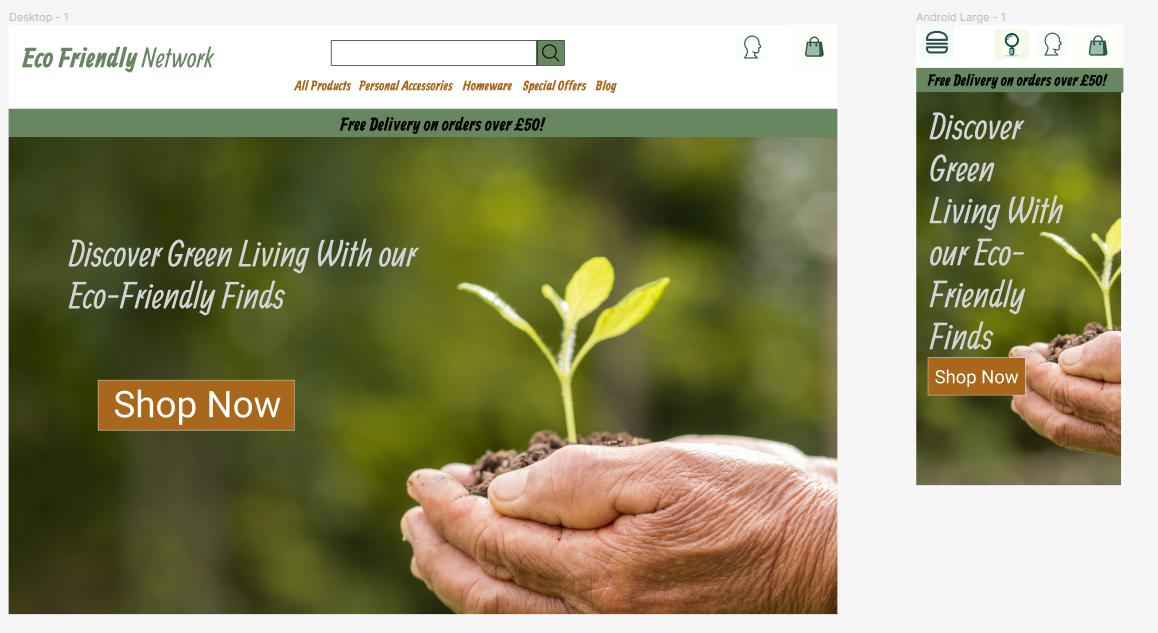 Desktop - 1
Eco Friendly Network
All Products Personal Accessories Homeware Special Offers Blog
Free Delivery on orders over £50!
Discover Green Living With our
Eco-Friendly Finds
Shop Now
Android Large - 1
Free Delivery on orders over £50!
Discover
Green
Living With
our Eco-
Friendly
Finds
Shop Now